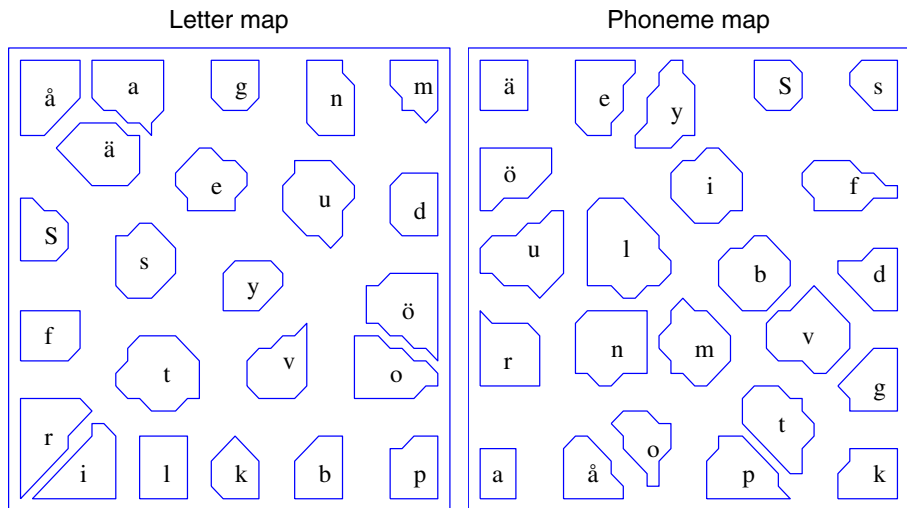 Letter map Phoneme map
å a g n m ä e y S s
ä e u d ö i f
S s y ö u l b d
f t v o r n m v g
r i l k b p a å o p t k